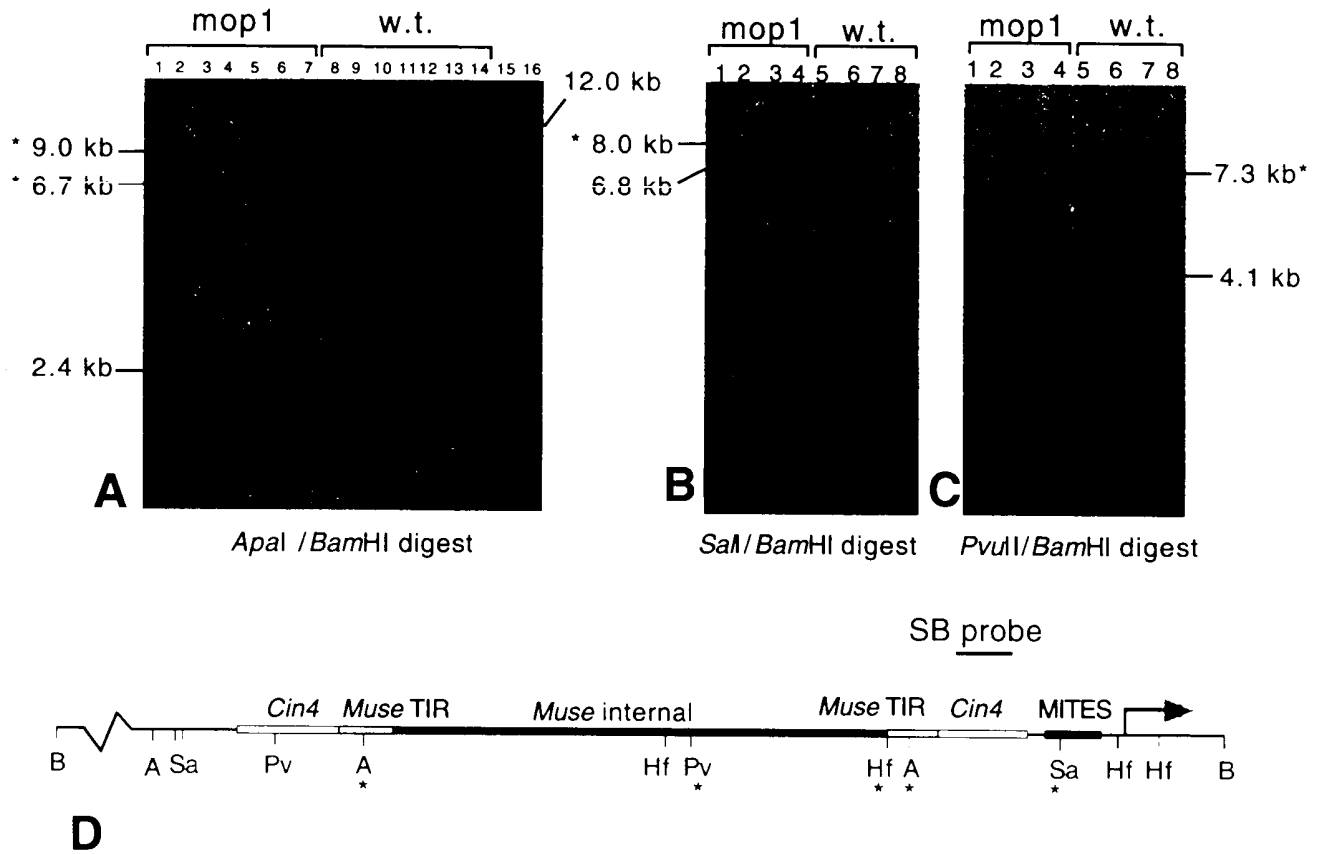 mop1 w.t.
1 2 3 4 5 6 7 8 9 10 11 12 13 14 15 16
12.0 kb
* 9.0 kb
* 6.7 kb
2.4 kb
A
ApaI / BamHI digest
mop1 w.t.
1 2 3 4 5 6 7 8
* 8.0 kb
6.8 kb
B
SalI / BamHI digest
mop1 w.t.
1 2 3 4 5 6 7 8
7.3 kb*
4.1 kb
C
PvuII/BamHI digest
SB probe
Cin4 Muse TIR Muse internal Muse TIR Cin4 MITES
B A Sa Pv A Hf Pv Hf A Sa Hf Hf B
* * * * *
D